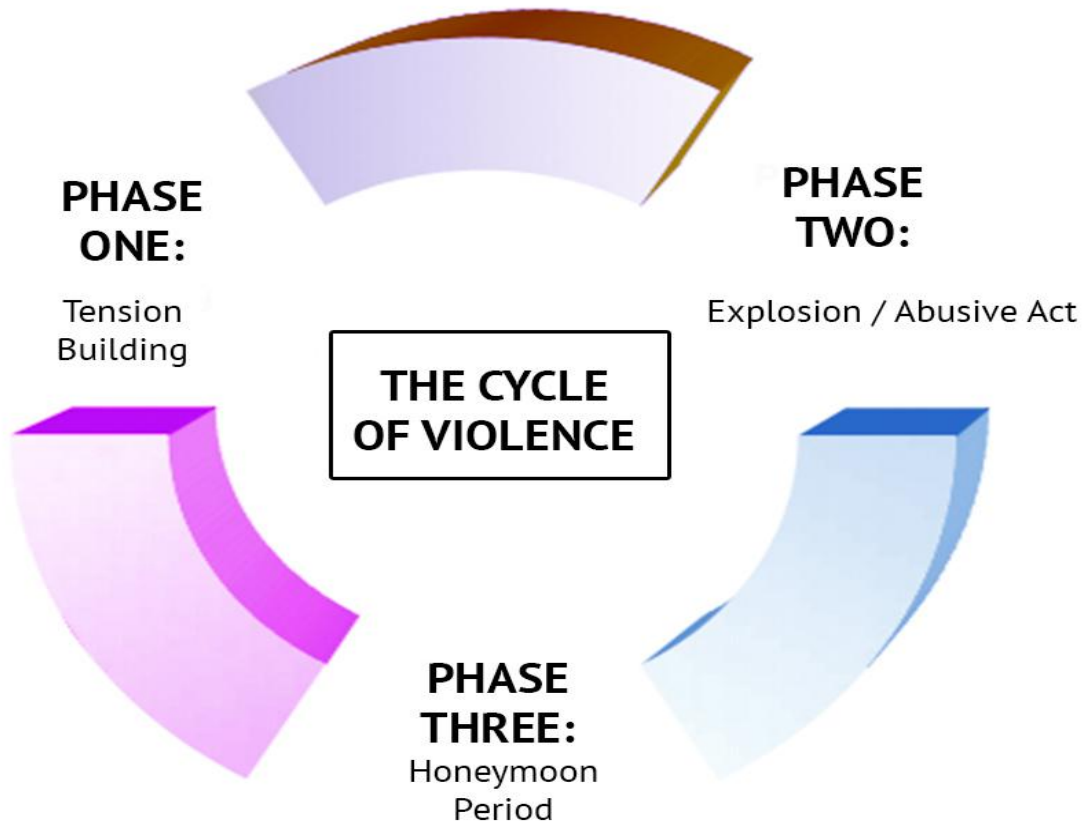 PHASE
ONE:
Tension
Building
PHASE
TWO:
Explosion / Abusive Act
THE CYCLE
OF VIOLENCE
PHASE
THREE:
Honeymoon
Period